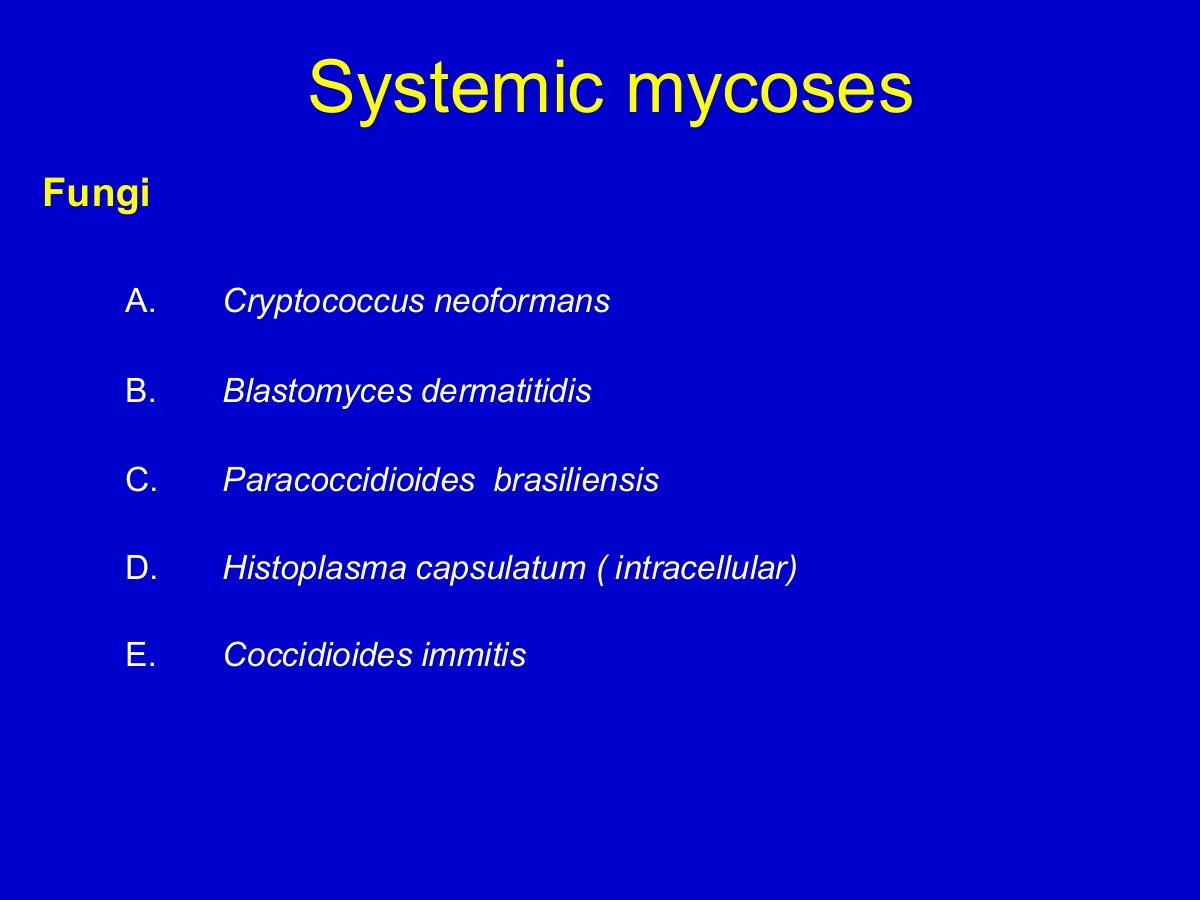 Systemic mycoses
Fungi
A. Cryptococcus neoformans
B. Blastomyces dermatitidis
C. Paracoccidioides  brasiliensis
D. Histoplasma capsulatum ( intracellular)
E. Coccidioides immitis